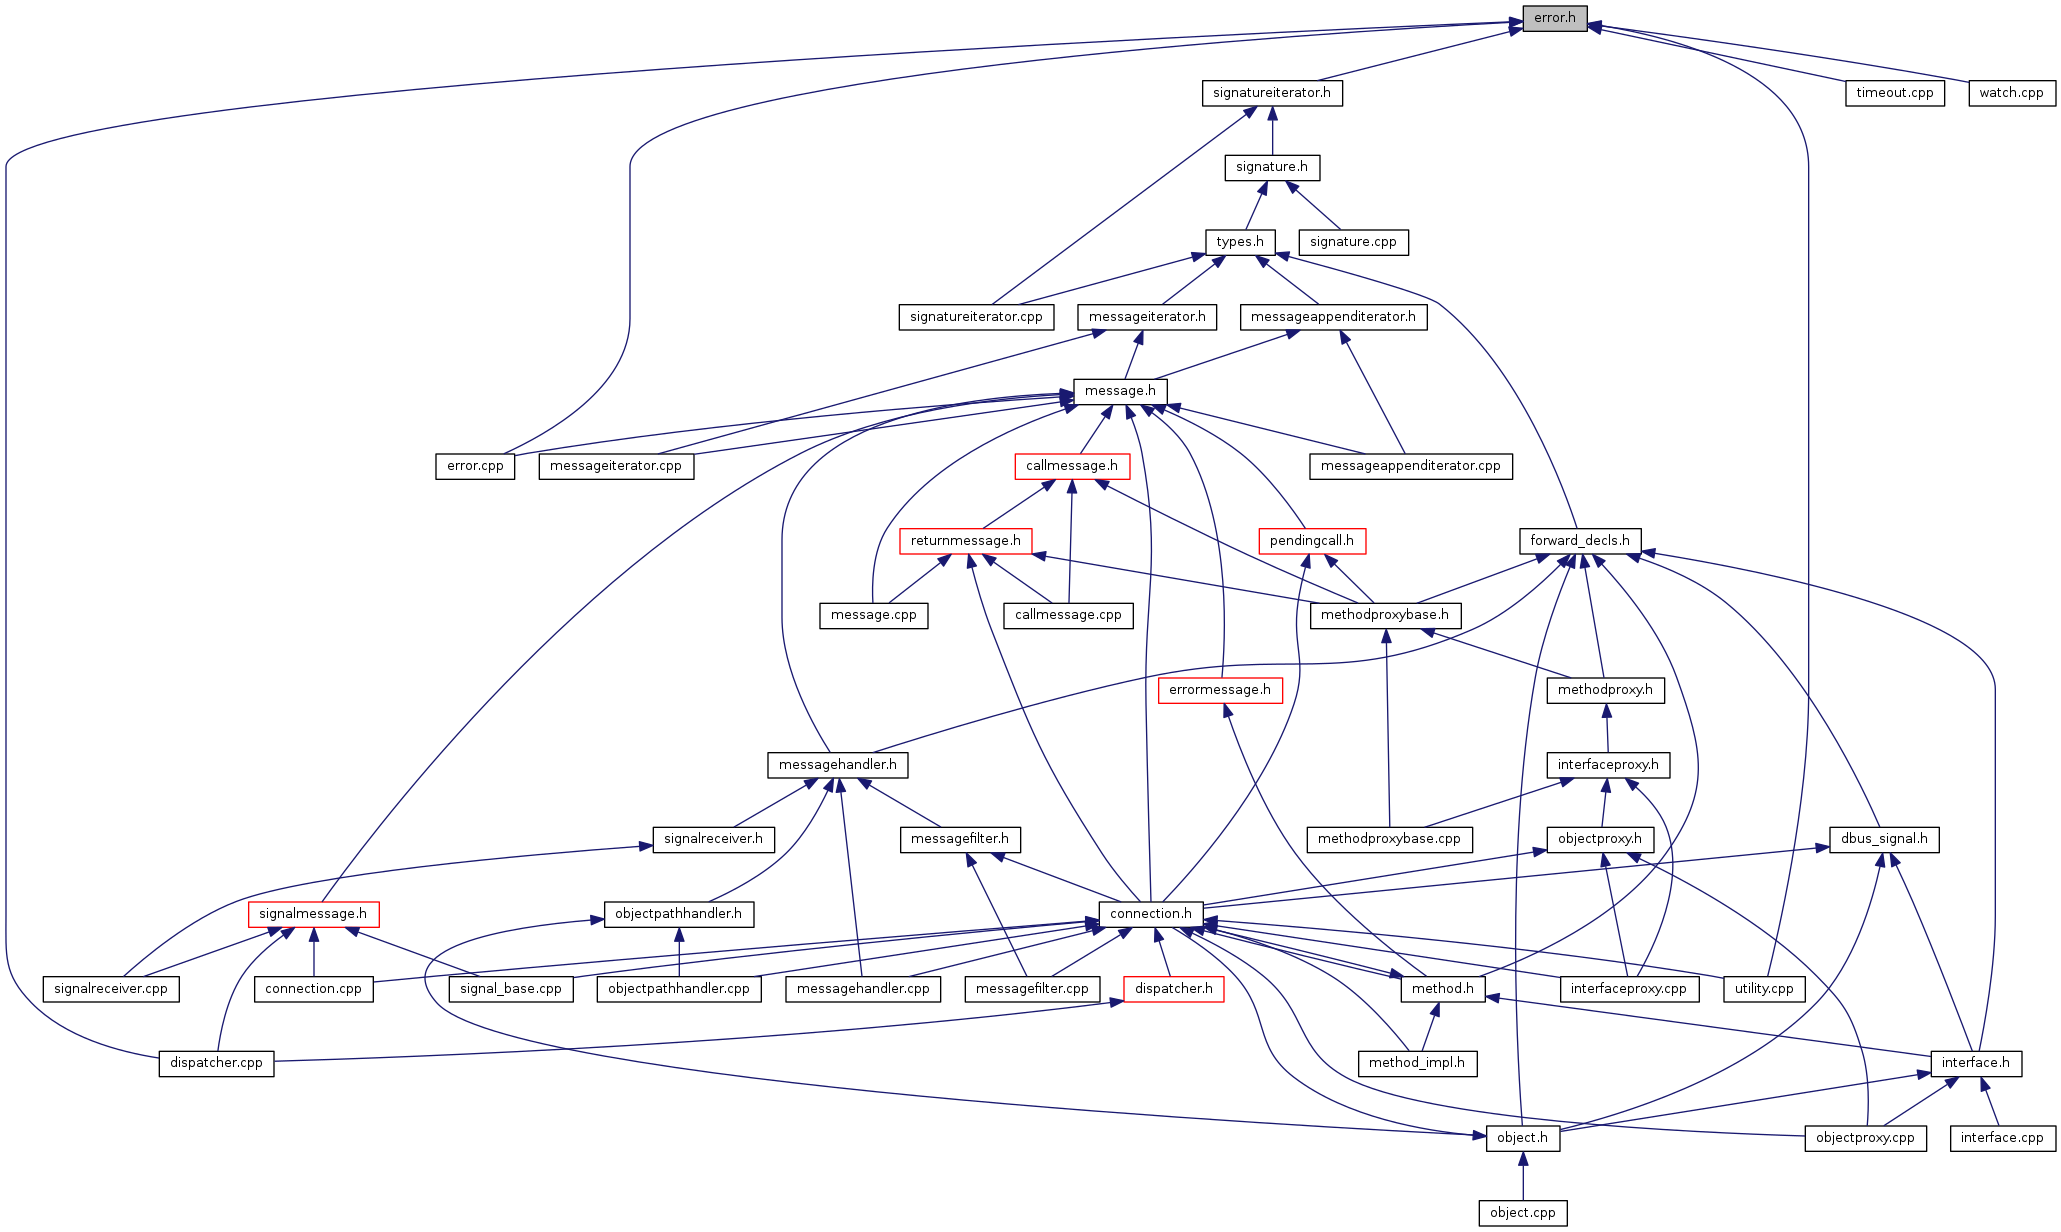 error.h
signatureiterator.h
timeout.cpp
watch.cpp
signature.h
types.h
signature.cpp
signatureiterator.cpp
messageiterator.h
messageappenditerator.h
message.h
error.cpp
messageiterator.cpp
callmessage.h
messageappenditerator.cpp
returnmessage.h
pendingcall.h
forward_decls.h
message.cpp
callmessage.cpp
methodproxybase.h
errormessage.h
methodproxy.h
messagehandler.h
interfaceproxy.h
signalreceiver.h
messagefilter.h
methodproxybase.cpp
objectproxy.h
dbus_signal.h
signalmessage.h
objectpathhandler.h
connection.h
signalreceiver.cpp
connection.cpp
signal_base.cpp
objectpathhandler.cpp
messagehandler.cpp
messagefilter.cpp
dispatcher.h
method.h
interfaceproxy.cpp
utility.cpp
dispatcher.cpp
method_impl.h
interface.h
object.h
objectproxy.cpp
interface.cpp
object.cpp